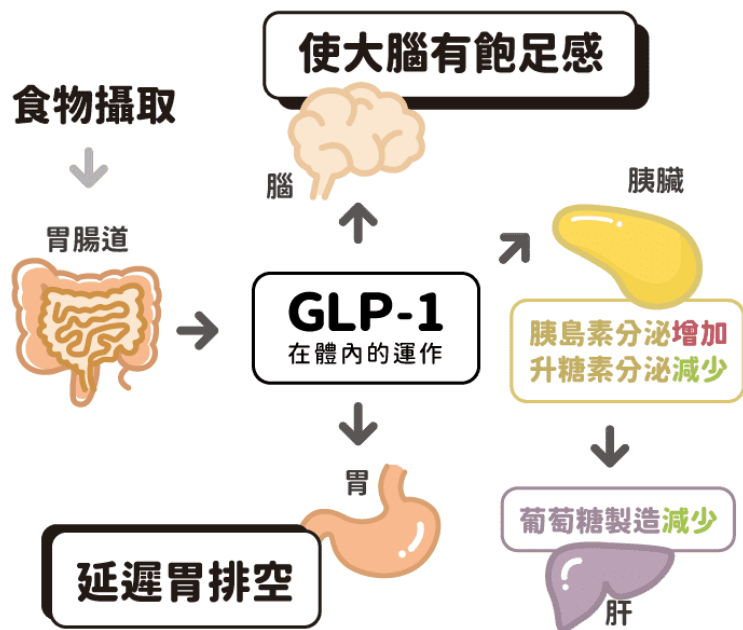 使大腦有飽足感
食物攝取
腦
胰臟
胃腸道
GLP-1
在體內的運作
胰島素分泌增加
升糖素分泌減少
胃
葡萄糖製造減少
延遲胃排空
肝